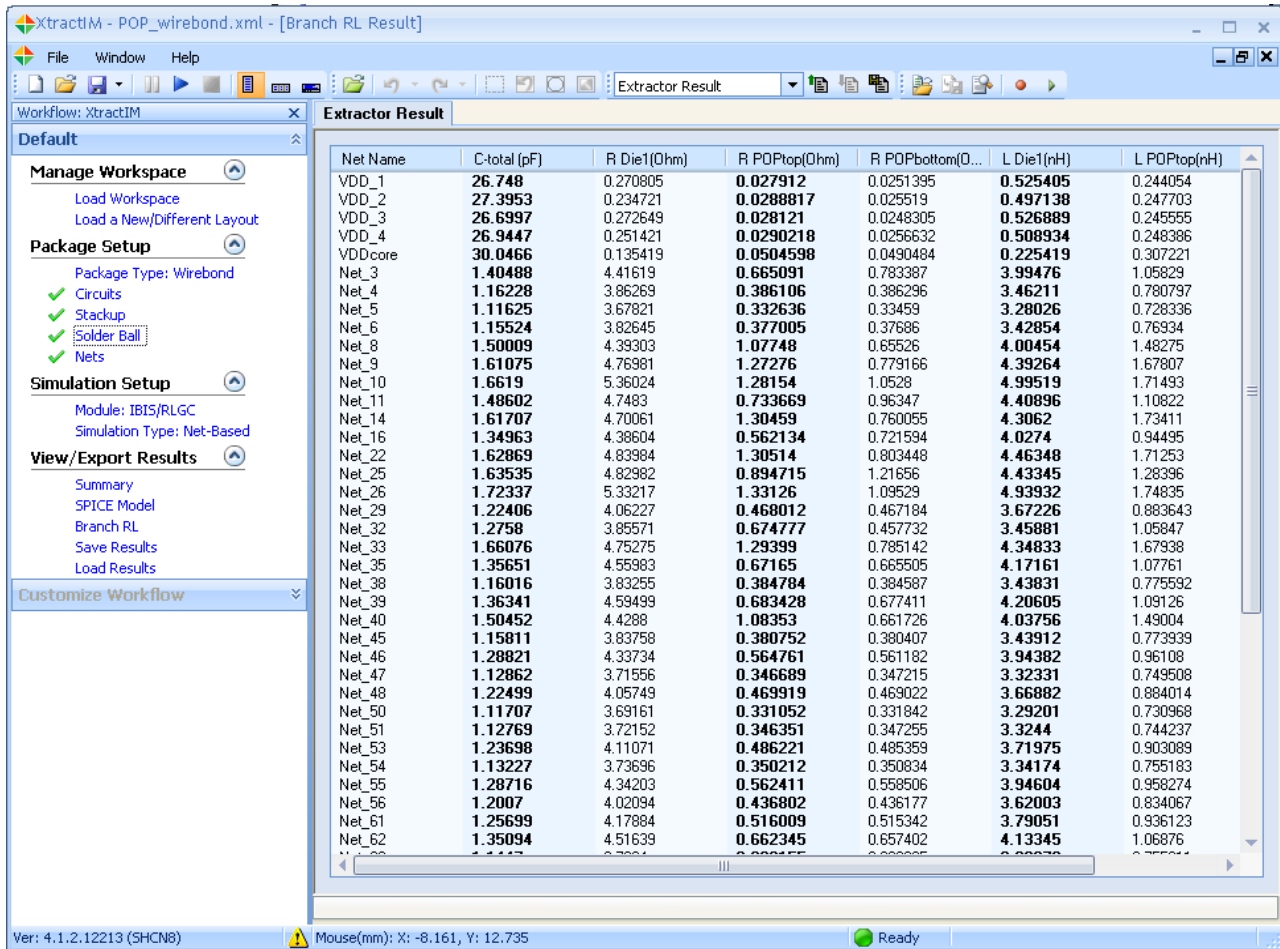 XtractIM - POP_wirebond.xml - [Branch RL Result]
File Window Help
Extractor Result
Workflow: XtractIM
Default
Manage Workspace
Load Workspace
Load a New/Different Layout
Package Setup
Package Type: Wirebond
Circuits
Stackup
Solder Ball
Nets
Simulation Setup
Module: IBIS/RLGC
Simulation Type: Net-Based
View/Export Results
Summary
SPICE Model
Branch RL
Save Results
Load Results
Customize Workflow
Extractor Result
Net Name C-total (pF) R Die1(Ohm) R POPtop(Ohm) R POPbottom(O... L Die1(nH) L POPtop(nH)
VDD_1 26.748 0.270805 0.027912 0.0251395 0.525405 0.244054
VDD_2 27.3953 0.234721 0.0288817 0.025519 0.497138 0.247703
VDD_3 26.6997 0.272649 0.028121 0.0248305 0.526889 0.245555
VDD_4 26.9447 0.251421 0.0290218 0.0256632 0.508934 0.248386
VDDcore 30.0466 0.135419 0.0504598 0.0490484 0.225419 0.307221
Net_3 1.40488 4.41619 0.665091 0.783387 3.99476 1.05829
Net_4 1.16228 3.86269 0.386106 0.386296 3.46211 0.780797
Net_5 1.11625 3.67821 0.332636 0.33459 3.28026 0.728336
Net_6 1.15524 3.82645 0.377005 0.37686 3.42854 0.76934
Net_8 1.50009 4.39303 1.07748 0.65526 4.00454 1.48275
Net_9 1.61075 4.76981 1.27276 0.779166 4.39264 1.67807
Net_10 1.6619 5.36024 1.28154 1.0528 4.99519 1.71493
Net_11 1.48602 4.7483 0.733669 0.96347 4.40896 1.10822
Net_14 1.61707 4.70061 1.30459 0.760055 4.3062 1.73411
Net_16 1.34963 4.38604 0.562134 0.721594 4.0274 0.94495
Net_22 1.62869 4.83984 1.30514 0.803448 4.46348 1.71253
Net_25 1.63535 4.82982 0.894715 1.21656 4.43345 1.28396
Net_26 1.72337 5.33217 1.33126 1.09529 4.93932 1.74835
Net_29 1.22406 4.06227 0.468012 0.467184 3.67226 0.883643
Net_32 1.2758 3.85571 0.674777 0.457732 3.45881 1.05847
Net_33 1.66076 4.75275 1.29399 0.785142 4.34833 1.67938
Net_35 1.35651 4.55983 0.67165 0.665505 4.17161 1.07761
Net_38 1.16016 3.83255 0.384784 0.384587 3.43831 0.775592
Net_39 1.36341 4.59499 0.683428 0.677411 4.20605 1.09126
Net_40 1.50452 4.4288 1.08353 0.661726 4.03756 1.49004
Net_45 1.15811 3.83758 0.380752 0.380407 3.43912 0.773939
Net_46 1.28821 4.33734 0.564761 0.561182 3.94382 0.96108
Net_47 1.12862 3.71556 0.346689 0.347215 3.32331 0.749508
Net_48 1.22499 4.05749 0.469919 0.469022 3.66882 0.884014
Net_50 1.11707 3.69161 0.331052 0.331842 3.29201 0.730968
Net_51 1.12769 3.72152 0.346351 0.347255 3.3244 0.744237
Net_53 1.23698 4.11071 0.486221 0.485359 3.71975 0.903089
Net_54 1.13227 3.73696 0.350212 0.350834 3.34174 0.755183
Net_55 1.28716 4.34203 0.562411 0.558506 3.94604 0.958274
Net_56 1.2007 4.02094 0.436802 0.436177 3.62003 0.834067
Net_61 1.25699 4.17884 0.516009 0.515342 3.79051 0.936123
Net_62 1.35094 4.51639 0.662345 0.657402 4.13345 1.06876
Ver: 4.1.2.12213 (SHCN8) Mouse(mm): X: -8.161, Y: 12.735 Ready